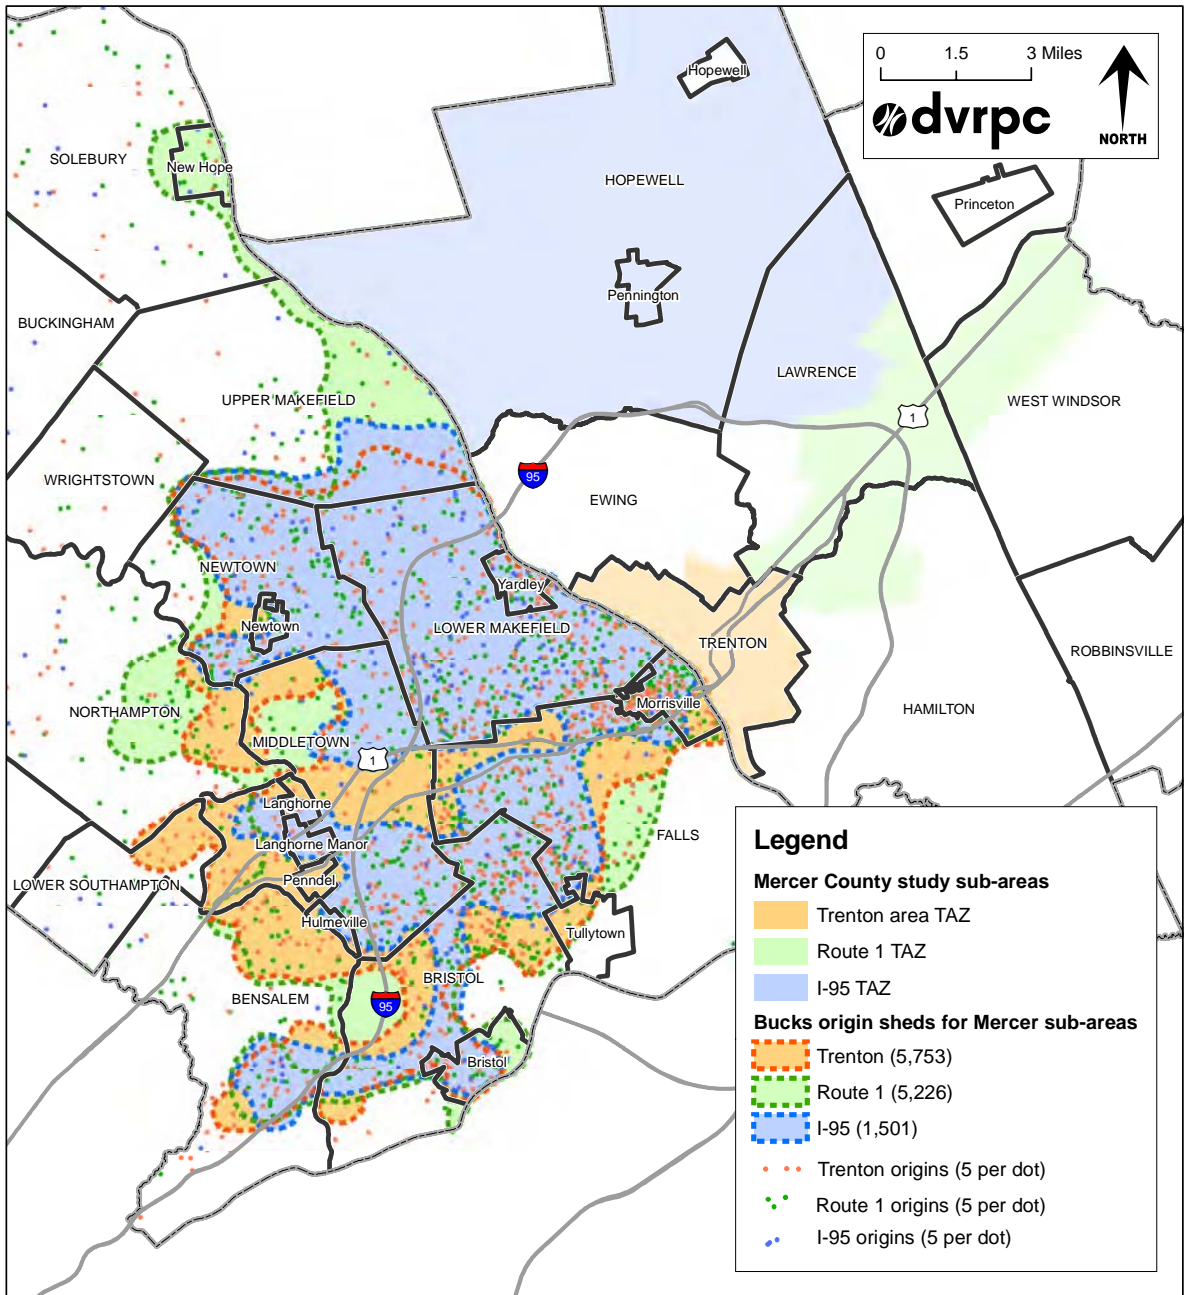 0 1.5 3 Miles
dvrpc
NORTH
Hopewell
SOLEBURY
New Hope
HOPEWELL
Princeton
Pennington
BUCKINGHAM
LAWRENCE
UPPER MAKEFIELD
WEST WINDSOR
1
WRIGHTSTOWN
95
EWING
NEWTOWN
Yardley
Newtown
LOWER MAKEFIELD
TRENTON
ROBBINSVILLE
NORTHAMPTON
Morrisville
HAMILTON
MIDDLETOWN
1
Langhorne
FALLS
Langhorne Manor
LOWER SOUTHAMPTON
Penndel
Hulmeville
Tullytown
BRISTOL
BENSALEM
95
Bristol
Legend
Mercer County study sub-areas
Trenton area TAZ
Route 1 TAZ
I-95 TAZ
Bucks origin sheds for Mercer sub-areas
Trenton (5,753)
Route 1 (5,226)
I-95 (1,501)
Trenton origins (5 per dot)
Route 1 origins (5 per dot)
I-95 origins (5 per dot)